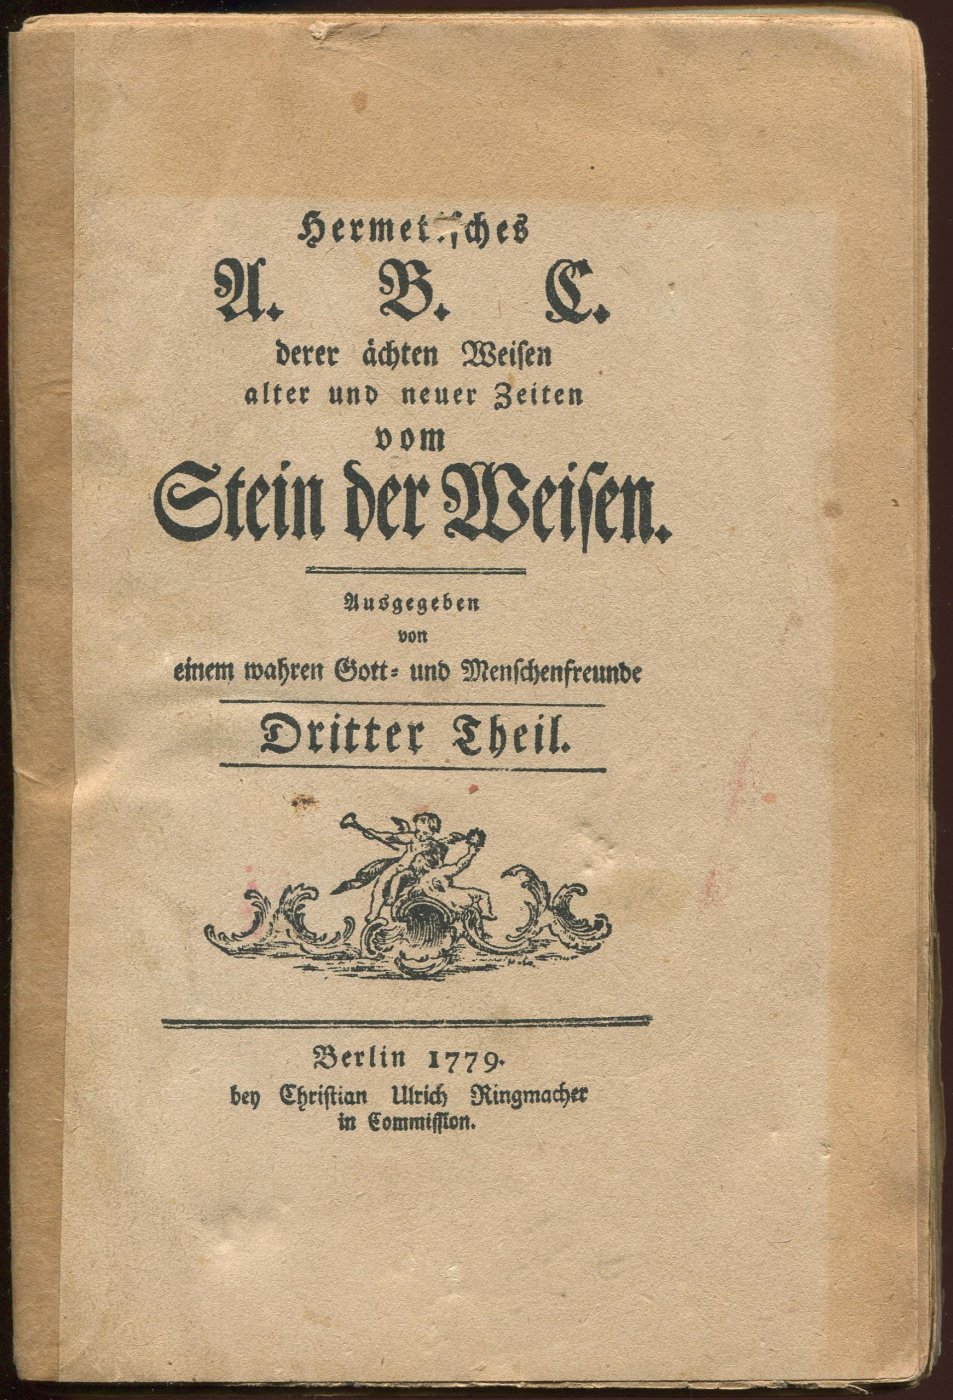 Hermetisches
A. B. C.
derer ächten Weisen
alter und neuer Zeiten
vom
Stein der Weisen.
Ausgegeben
von
einem wahren Gott- und Menschenfreunde
Dritter Theil.
Berlin 1779.
bey Christian Ulrich Ringmacher
in Commission.